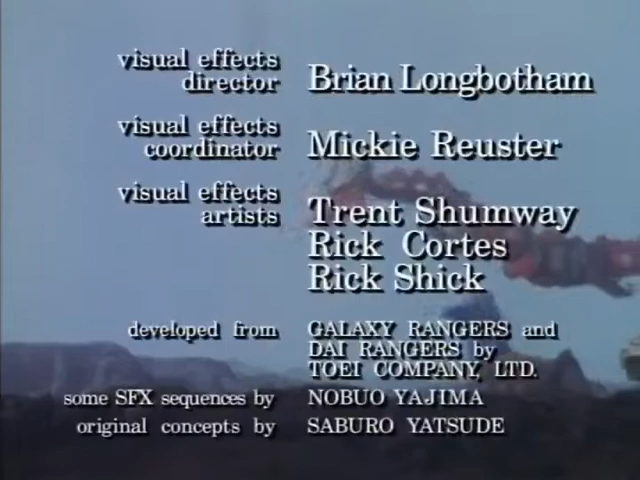 visual effects
director Brian Longbotham
visual effects
coordinator Mickie Reuster
visual effects
artists Trent Shumway
Rick Cortes
Rick Shick
developed from GALAXY RANGERS and
DAI RANGERS by
TOEI COMPANY, LTD.
some SFX sequences by NOBUO YAJIMA
original concepts by SABURO YATSUDE